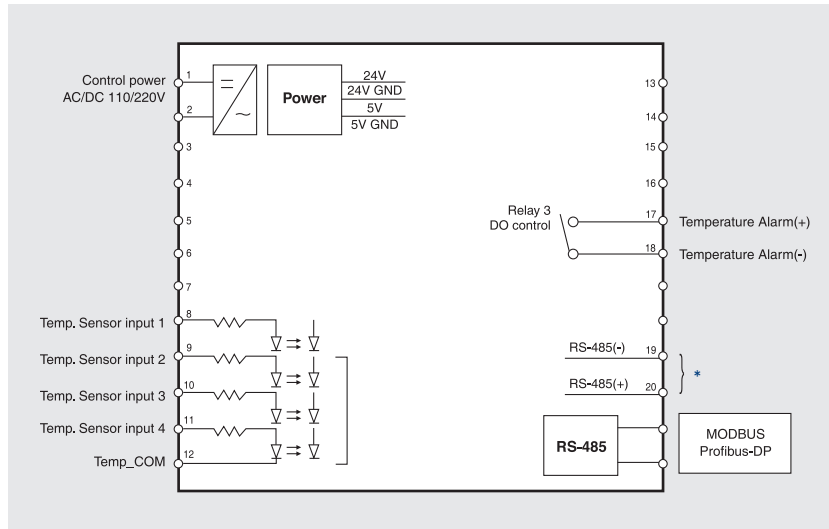 Control power
AC/DC 110/220V
1
2
3
4
5
6
7
Power
24V
24V GND
5V
5V GND
13
14
15
16
Relay 3
DO control
17
Temperature Alarm(+)
18
Temperature Alarm(-)
Temp. Sensor input 1
8
Temp. Sensor input 2
9
Temp. Sensor input 3
10
Temp. Sensor input 4
11
Temp_COM
12
RS-485(-)
19
RS-485(+)
20
*
RS-485
MODBUS
Profibus-DP